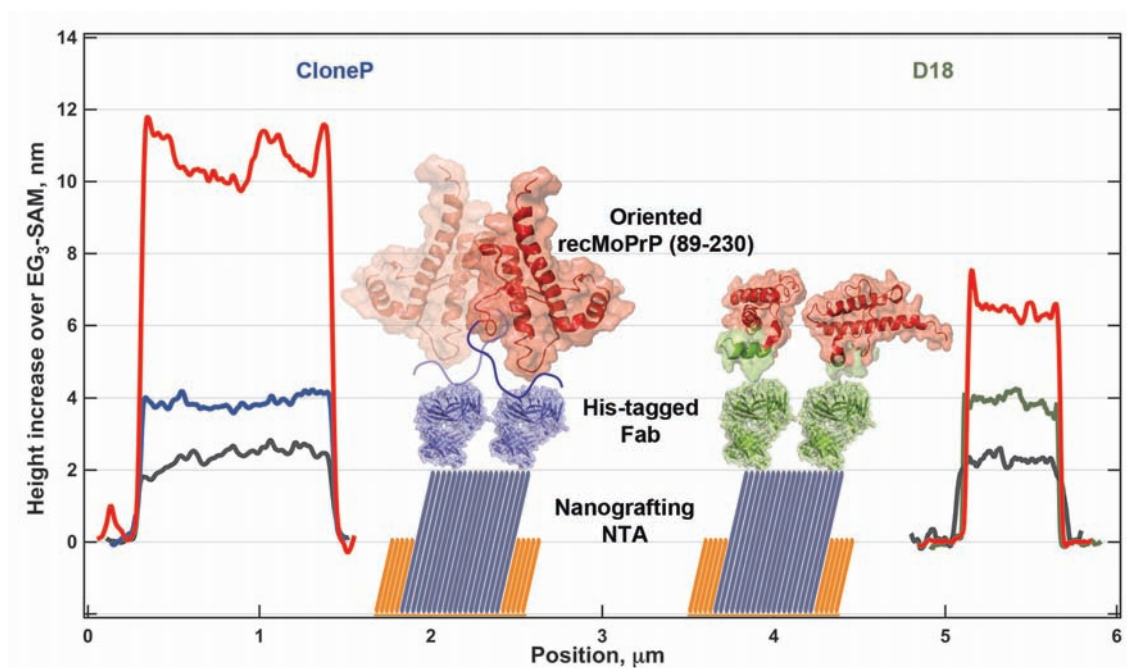 CloneP
D18
Height increase over EG3-SAM, nm
14
12
10
8
6
4
2
0
Oriented
recMoPrP (89-230)
His-tagged
Fab
Nanografting
NTA
0
1
2
3
4
5
6
Position, μm